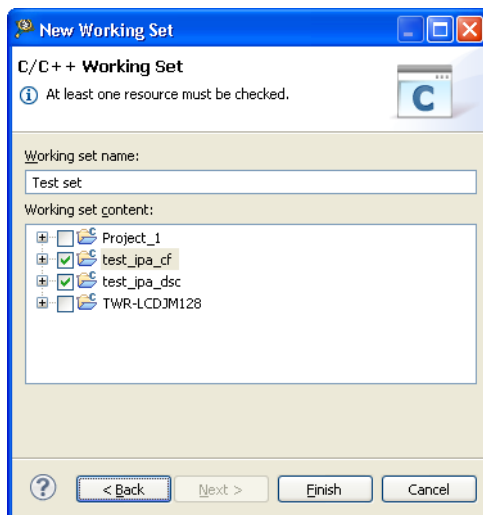 New Working Set
C/C++ Working Set
At least one resource must be checked.
C
Working set name:
Test set
Working set content:
Project_1
test_ipa_cf
test_ipa_dsc
TWR-LCDJM128
? < Back Next > Finish Cancel